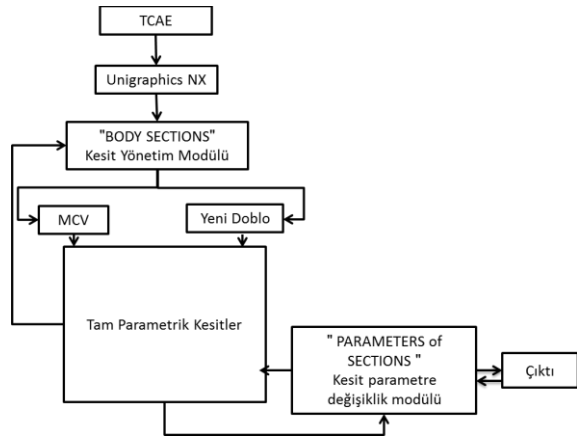 TCAE
Unigraphics NX
"BODY SECTIONS"
Kesit Yönetim Modülü
MCV
Yeni Doblo
Tam Parametrik Kesitler
" PARAMETERS of
SECTIONS "
Kesit parametre
değişiklik modülü
Çıktı